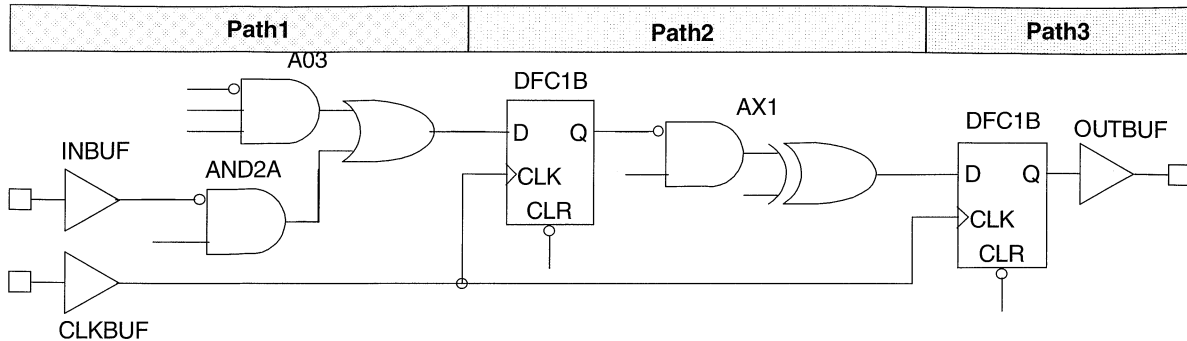 Path1
Path2
Path3
A03
DFC1B
AX1
DFC1B
OUTBUF
INBUF
AND2A
D
Q
CLK
CLR
D
Q
CLK
CLR
CLKBUF